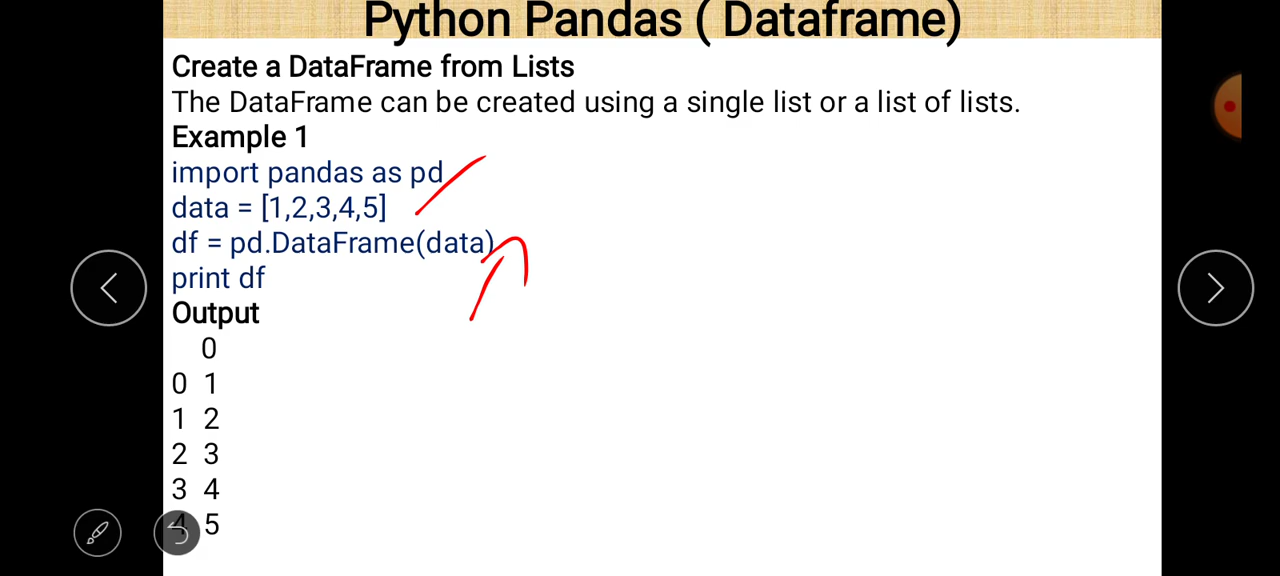 Python Pandas ( Dataframe)
Create a DataFrame from Lists
The DataFrame can be created using a single list or a list of lists.
Example 1
import pandas as pd
data = [1,2,3,4,5]
df = pd.DataFrame(data)
print df
Output
0
0 1
1 2
2 3
3 4
4 5